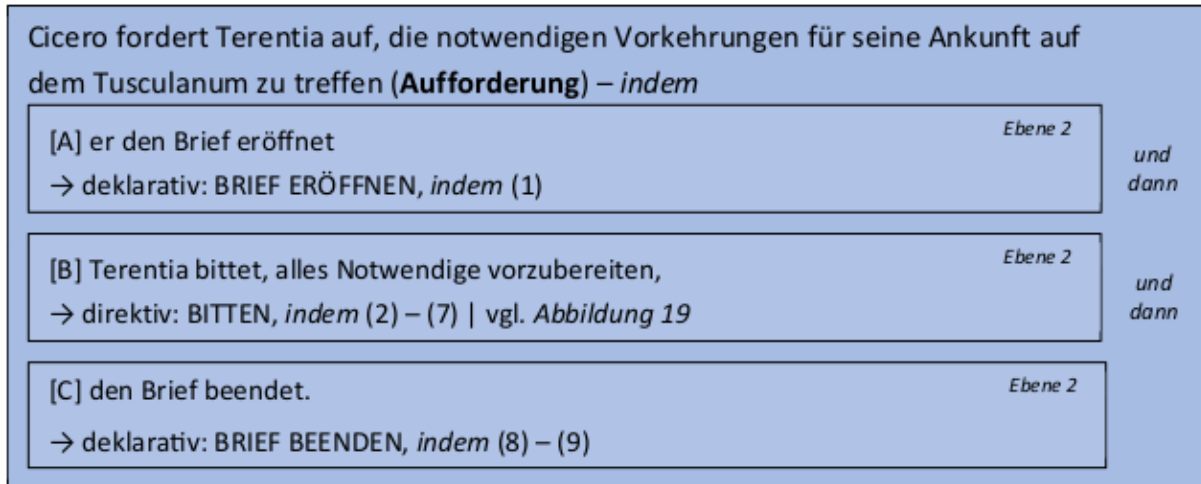 Cicero fordert Terentia auf, die notwendigen Vorkehrungen für seine Ankunft auf
dem Tusculanum zu treffen (Aufforderung) – indem
[A] er den Brief eröffnet
Ebene 2
→ deklarativ: BRIEF ERÖFFNEN, indem (1)
und
dann
[B] Terentia bittet, alles Notwendige vorzubereiten,
Ebene 2
→ direktiv: BITTEN, indem (2) – (7) | vgl. Abbildung 19
und
dann
[C] den Brief beendet.
Ebene 2
→ deklarativ: BRIEF BEENDEN, indem (8) – (9)